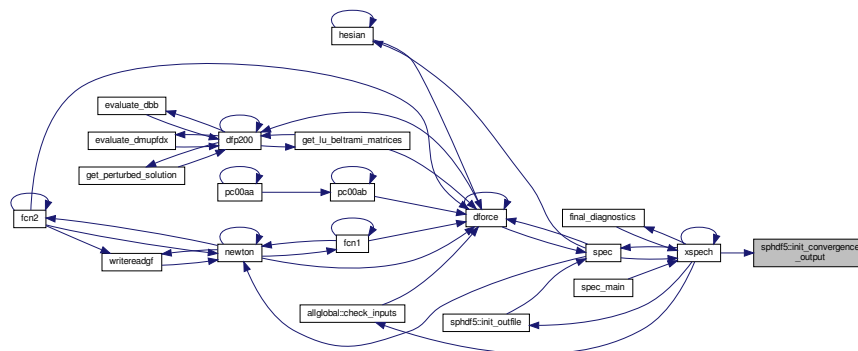 hesian
evaluate_dbb
evaluate_dmupfdx
dfp200
get_lu_beltrami_matrices
get_perturbed_solution
pc00aa
pc00ab
fcn2
dforce
final_diagnostics
fcn1
newton
spec
xspech
sphdf5::init_convergence
_output
writereadgf
spec_main
allglobal::check_inputs
sphdf5::init_outfile